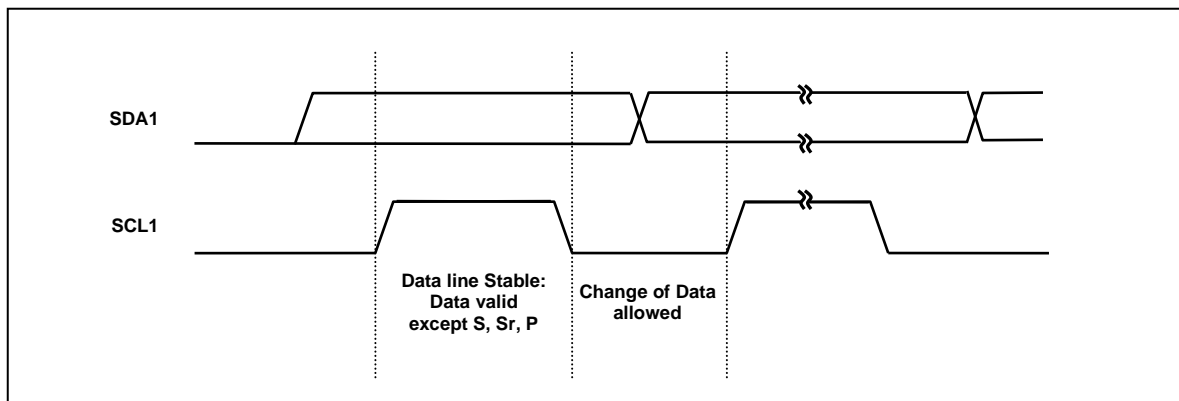 SDA1
SCL1
Data line Stable:
Data valid
except S, Sr, P
Change of Data
allowed